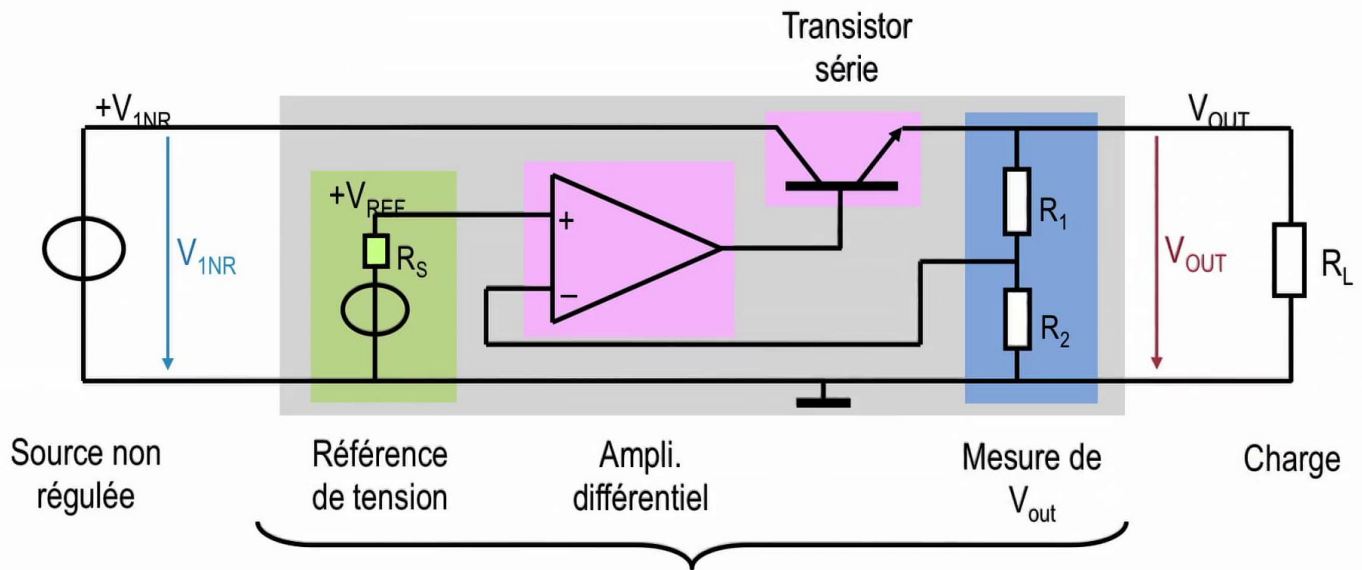 Transistor
série
+V1NR
VOUT
+VREF
+
R1
V1NR
RS
VOUT
RL
−
R2
Source non
régulée
Référence
de tension
Ampli.
différentiel
Mesure de
Vout
Charge